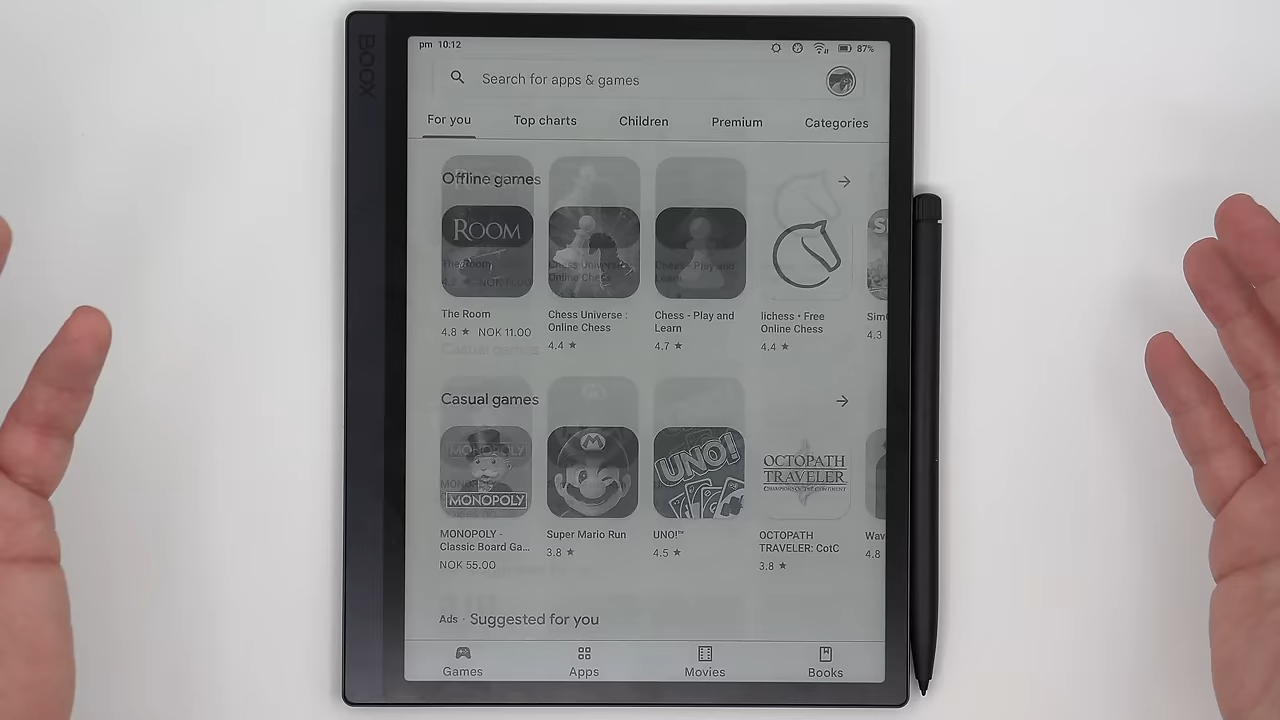 BOOX
pm 10:12
87%
Search for apps & games
For you
Top charts
Children
Premium
Categories
Offline games
ROOM
The Room
4.8 ★ NOK 11.00
Chess Universe :
Online Chess
4.4 ★
Chess - Play and
Learn
4.7 ★
lichess • Free
Online Chess
4.4 ★
4.3
Casual games
MONOPOLY
MONOPOLY -
Classic Board Ga...
NOK 55.00
M
Super Mario Run
3.8 ★
UNO!
UNO!™
4.5 ★
OCTOPATH
TRAVELER
CHAMPIONS OF THE CONTINENT
OCTOPATH
TRAVELER: CotC
3.8 ★
4.8
Ads · Suggested for you
Games
Apps
Movies
Books